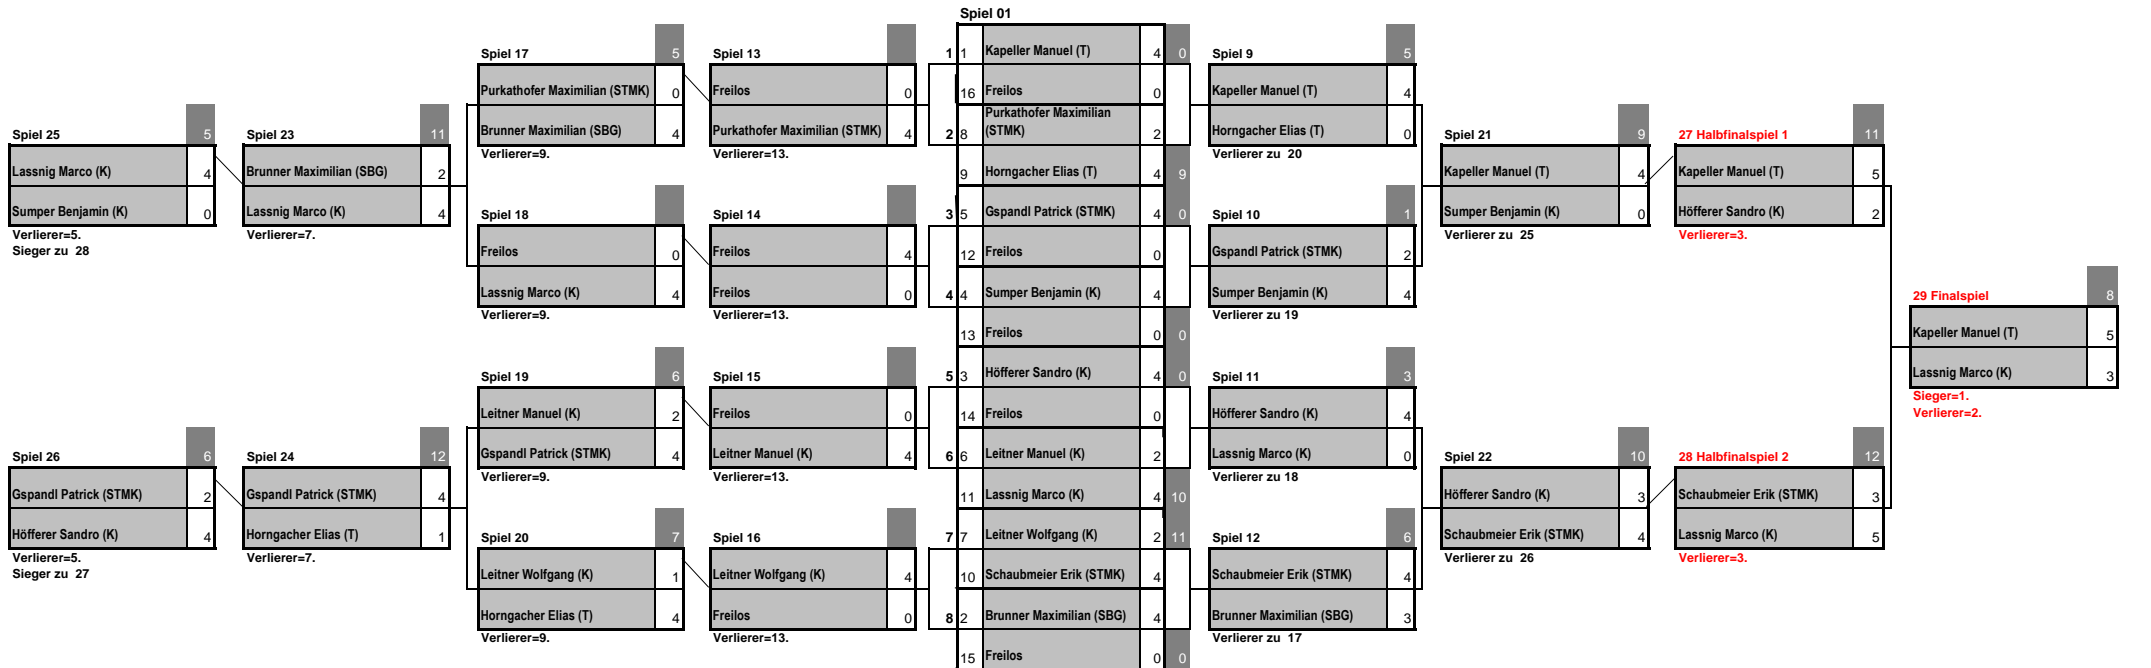 Spiel 25 5
Lassnig Marco (K) 4
Sumper Benjamin (K) 0
Verlierer=5.
Sieger zu 28
Spiel 26 6
Gspandl Patrick (STMK) 2
Höfferer Sandro (K) 4
Verlierer=5.
Sieger zu 27
Spiel 23 11
Brunner Maximilian (SBG) 2
Lassnig Marco (K) 4
Verlierer=7.
Spiel 24 12
Gspandl Patrick (STMK) 4
Horngacher Elias (T) 1
Verlierer=7.
Spiel 17 5
Purkathofer Maximilian (STMK) 0
Brunner Maximilian (SBG) 4
Verlierer=9.
Spiel 18
Freilos 0
Lassnig Marco (K) 4
Verlierer=9.
Spiel 19 6
Leitner Manuel (K) 2
Gspandl Patrick (STMK) 4
Verlierer=9.
Spiel 20 7
Leitner Wolfgang (K) 1
Horngacher Elias (T) 4
Verlierer=9.
Spiel 13
Freilos 0
Purkathofer Maximilian (STMK) 4
Verlierer=13.
Spiel 14
Freilos 4
Freilos 0
Verlierer=13.
Spiel 15
Freilos 0
Leitner Manuel (K) 4
Verlierer=13.
Spiel 16
Leitner Wolfgang (K) 4
Freilos 0
Verlierer=13.
Spiel 01
1 1 Kapeller Manuel (T) 4 0
16 Freilos 0
Purkathofer Maximilian
2 8 (STMK) 2
9 Horngacher Elias (T) 4 9
3 5 Gspandl Patrick (STMK) 4 0
12 Freilos 0
4 4 Sumper Benjamin (K) 4
13 Freilos 0 0
5 3 Höfferer Sandro (K) 4 0
14 Freilos 0
6 6 Leitner Manuel (K) 2
11 Lassnig Marco (K) 4 10
7 7 Leitner Wolfgang (K) 2 11
10 Schaubmeier Erik (STMK) 4
8 2 Brunner Maximilian (SBG) 4
15 Freilos 0 0
Spiel 9 5
Kapeller Manuel (T) 4
Horngacher Elias (T) 0
Verlierer zu 20
Spiel 10 1
Gspandl Patrick (STMK) 2
Sumper Benjamin (K) 4
Verlierer zu 19
Spiel 11 3
Höfferer Sandro (K) 4
Lassnig Marco (K) 0
Verlierer zu 18
Spiel 12 6
Schaubmeier Erik (STMK) 4
Brunner Maximilian (SBG) 3
Verlierer zu 17
Spiel 21 9
Kapeller Manuel (T) 4
Sumper Benjamin (K) 0
Verlierer zu 25
Spiel 22 10
Höfferer Sandro (K) 3
Schaubmeier Erik (STMK) 4
Verlierer zu 26
27 Halbfinalspiel 1 11
Kapeller Manuel (T) 5
Höfferer Sandro (K) 2
Verlierer=3.
28 Halbfinalspiel 2 12
Schaubmeier Erik (STMK) 3
Lassnig Marco (K) 5
Verlierer=3.
29 Finalspiel 8
Kapeller Manuel (T) 5
Lassnig Marco (K) 3
Sieger=1.
Verlierer=2.